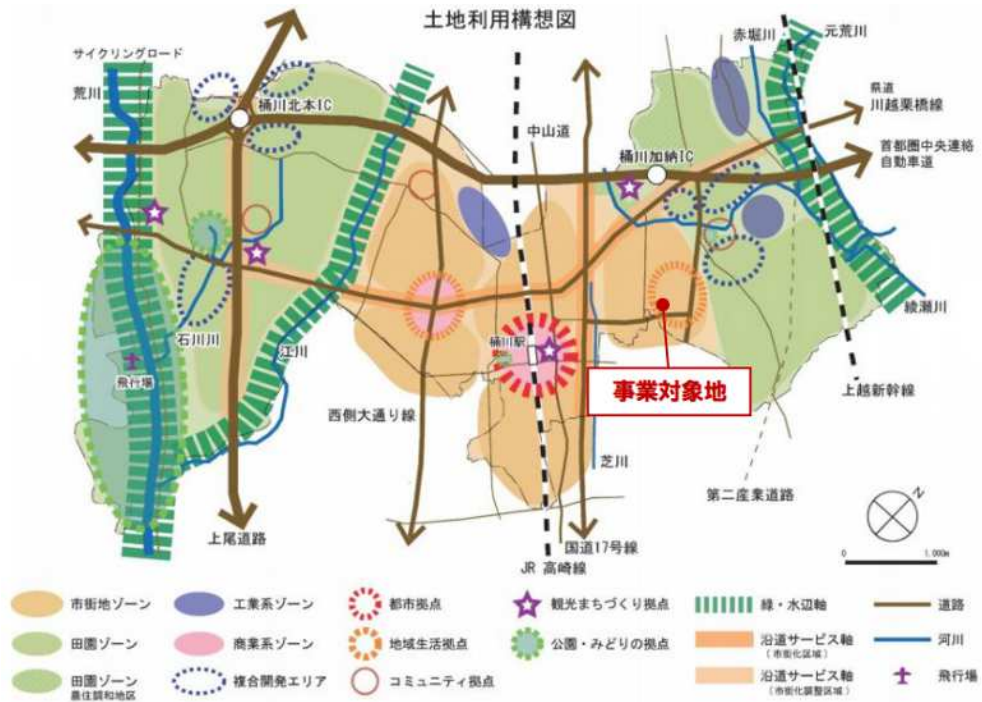 土地利用構想図
サイクリングロード
荒川
桶川北本IC
中山道
桶川加納IC
赤堀川
元荒川
県道
川越栗橋線
首都圏中央連絡
自動車道
綾瀬川
石川川
江川
飛行場
桶川駅
事業対象地
西側大通り線
芝川
上越新幹線
第二産業道路
上尾道路
国道17号線
JR 高崎線
N
0 1,000m
市街地ゾーン
工業系ゾーン
都市拠点
観光まちづくり拠点
緑・水辺軸
道路
田園ゾーン
商業系ゾーン
地域生活拠点
公園・みどりの拠点
沿道サービス軸
(市街化区域)
河川
田園ゾーン
農住調和地区
複合開発エリア
コミュニティ拠点
沿道サービス軸
(市街化調整区域)
飛行場